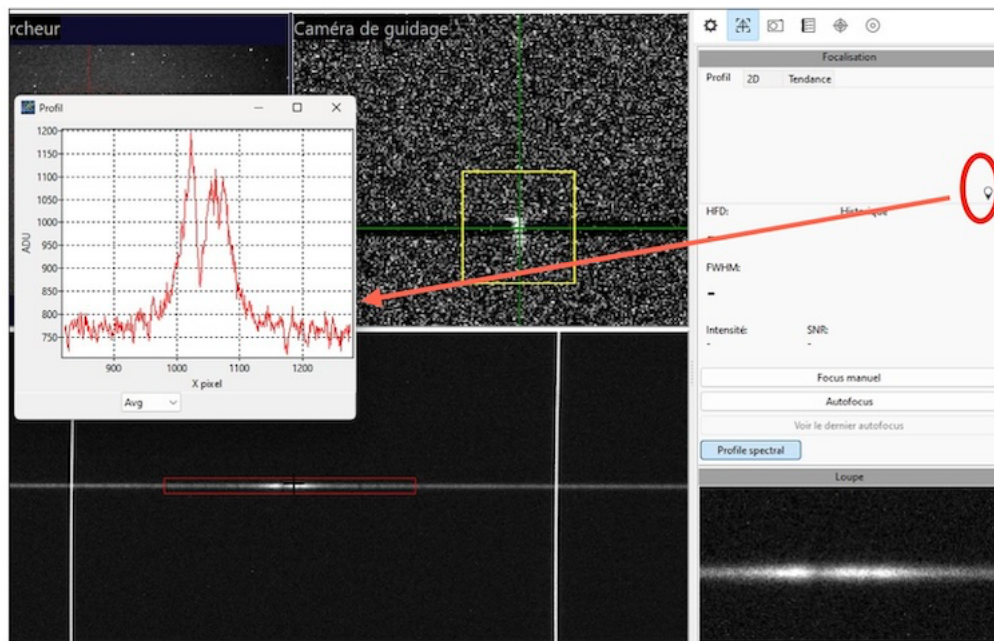 rcheur
Caméra de guidage
Focalisation
Profil 2D Tendance
Profil
1200
1150
1100
1050
1000
950
900
850
800
750
ADU
900 1000 1100 1200
X pixel
Avg
HFD: Historique
FWHM:
-
Intensité: SNR:
- -
Focus manuel
Autofocus
Voir le dernier autofocus
Profile spectral
Loupe